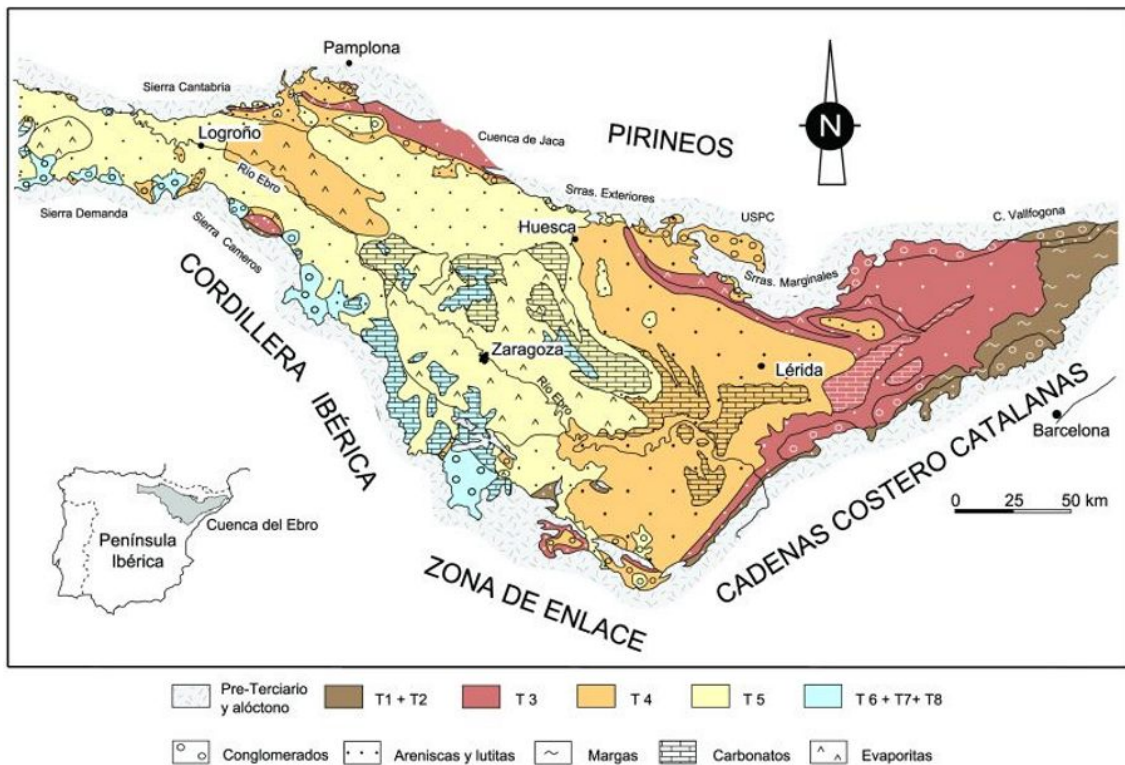 Pamplona
Sierra Cantabria
Logroño
Cuenca de Jaca
PIRINEOS
N
Río Ebro
Srras. Exteriores
USPC
C. Vallfogona
Sierra Demanda
Sierra Cameros
Huesca
Srras. Marginales
CORDILLERA IBÉRICA
Zaragoza
Río Ebro
Lérida
Barcelona
CADENAS COSTERO CATALANAS
0 25 50 km
ZONA DE ENLACE
Cuenca del Ebro
Península
Ibérica
Pre-Terciario
y alóctono
T1 + T2
T 3
T 4
T 5
T 6 + T7+ T8
Conglomerados
Areniscas y lutitas
Margas
Carbonatos
Evaporitas